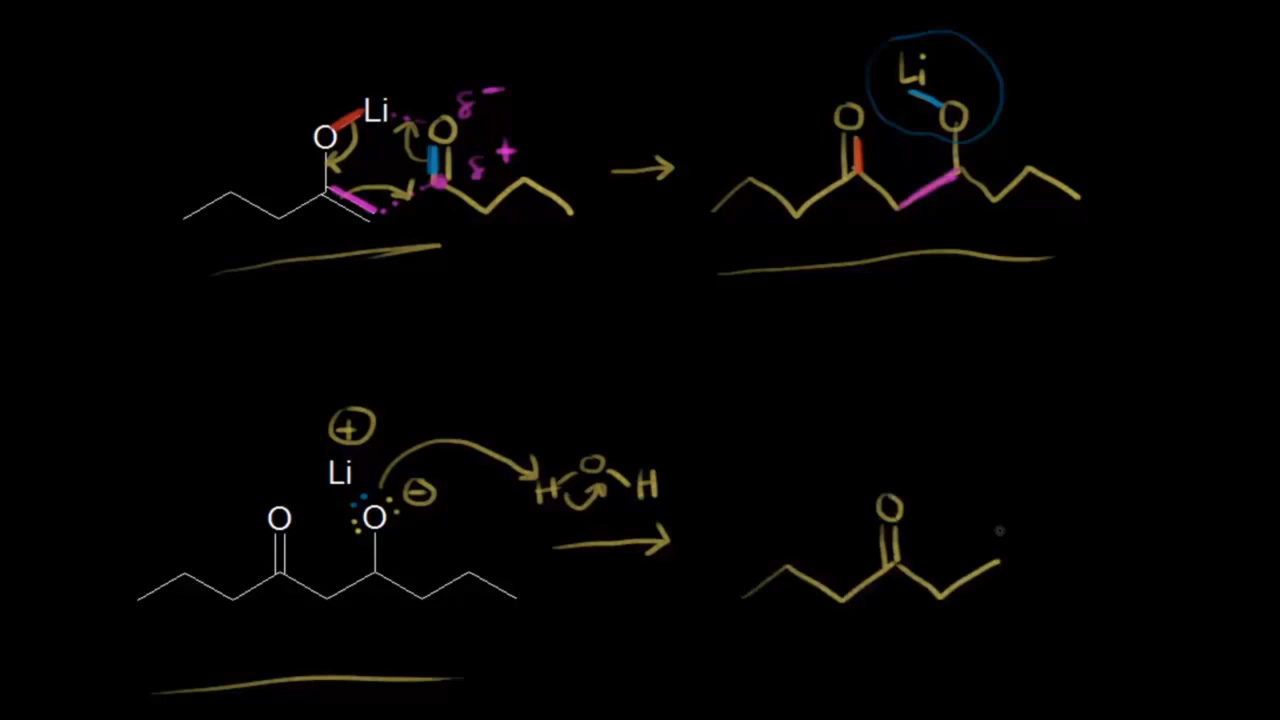 Li δ-
O O δ+
Li
O O
→
+
Li
-
O O
H O H
→
O